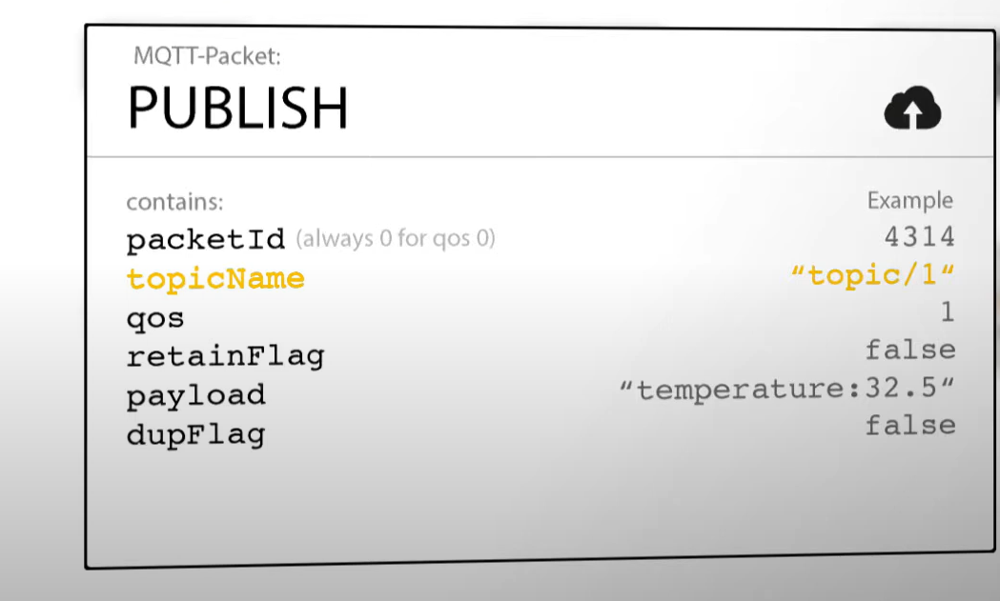 MQTT-Packet:
PUBLISH
contains: Example
packetId (always 0 for qos 0) 4314
topicName “topic/1“
qos 1
retainFlag false
payload “temperature:32.5“
dupFlag false